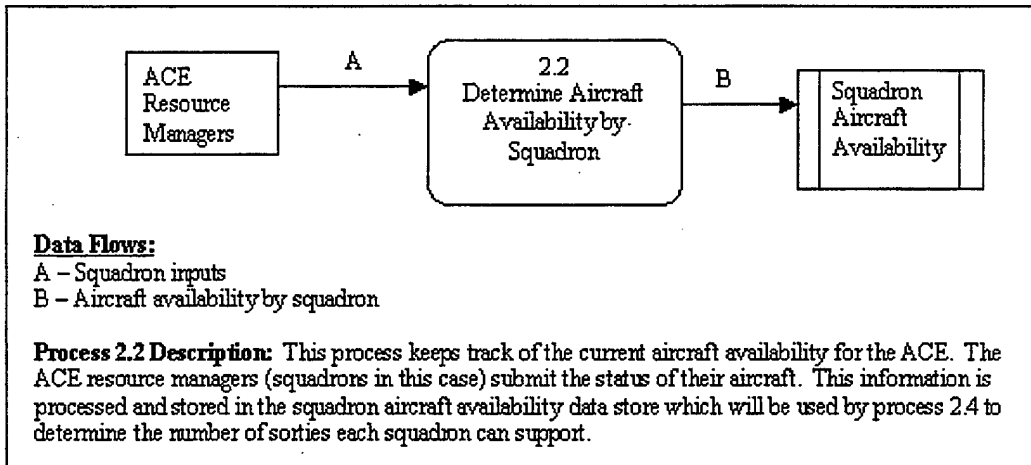 ACE
Resource
Managers
A
2.2
Determine Aircraft
Availability by
Squadron
B
Squadron
Aircraft
Availability
Data Flows:
A – Squadron inputs
B – Aircraft availability by squadron
Process 2.2 Description: This process keeps track of the current aircraft availability for the ACE. The
ACE resource managers (squadrons in this case) submit the status of their aircraft. This information is
processed and stored in the squadron aircraft availability data store which will be used by process 2.4 to
determine the number of sorties each squadron can support.